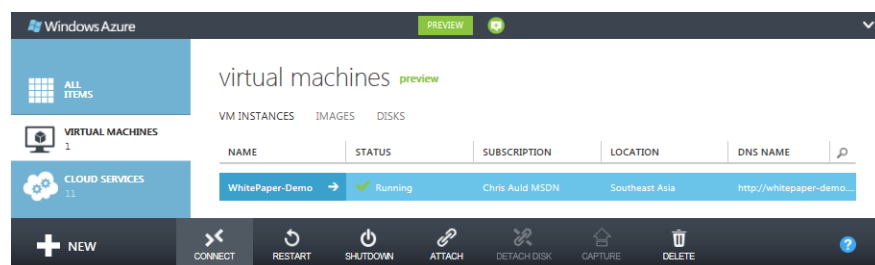 Windows Azure
PREVIEW
ALL
ITEMS
VIRTUAL MACHINES
1
CLOUD SERVICES
11
virtual machines preview
VM INSTANCES IMAGES DISKS
NAME STATUS SUBSCRIPTION LOCATION DNS NAME
WhitePaper-Demo Running Chris Auld MSDN Southeast Asia http://whitepaper-demo....
NEW
CONNECT RESTART SHUTDOWN ATTACH DETACH DISK CAPTURE DELETE
?